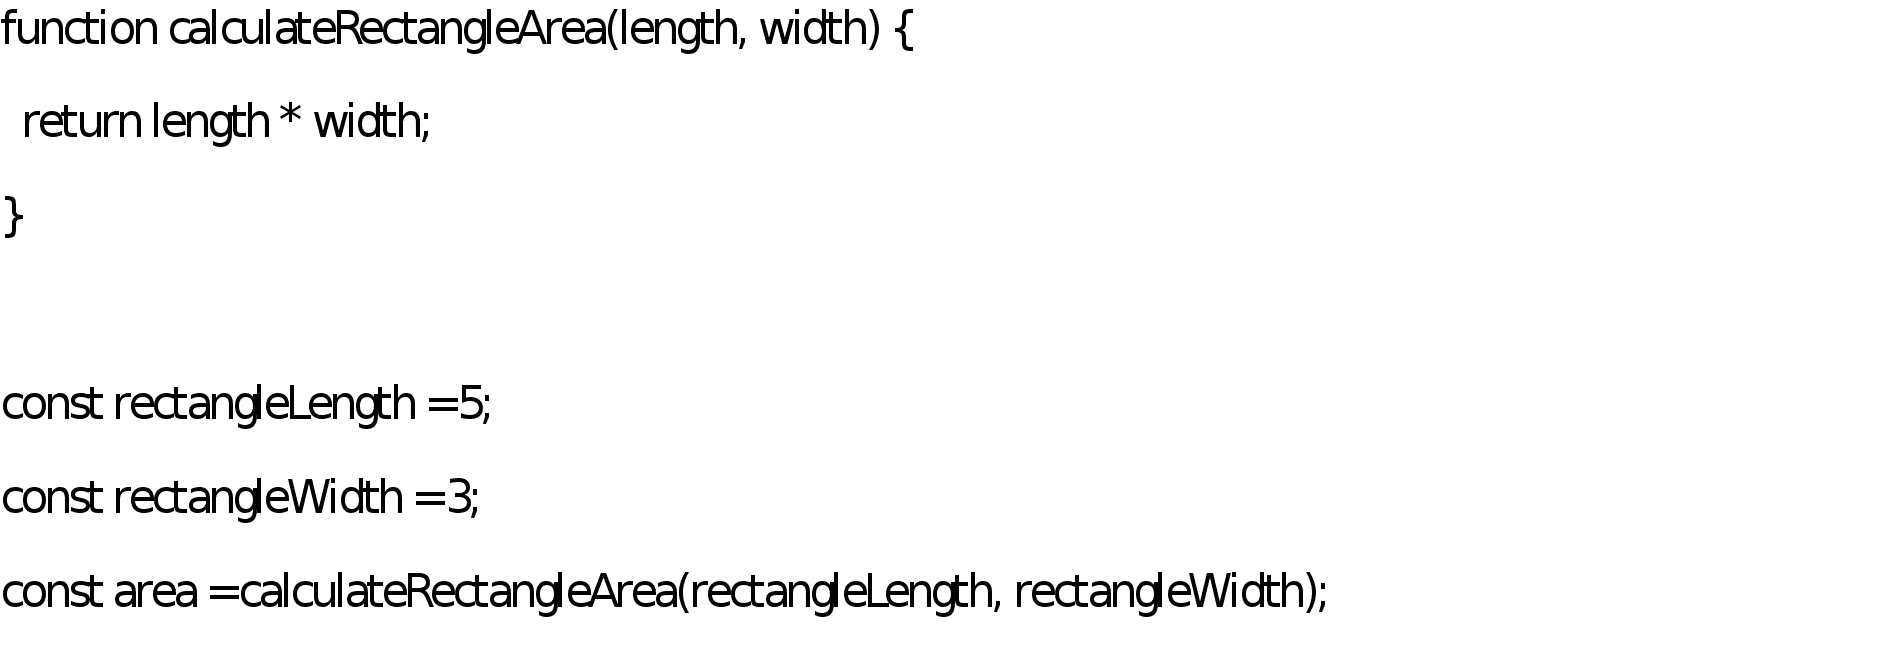 function calculateRectangleArea(length, width) {
  return length * width;
}

const rectangleLength = 5;
const rectangleWidth = 3;
const area = calculateRectangleArea(rectangleLength, rectangleWidth);